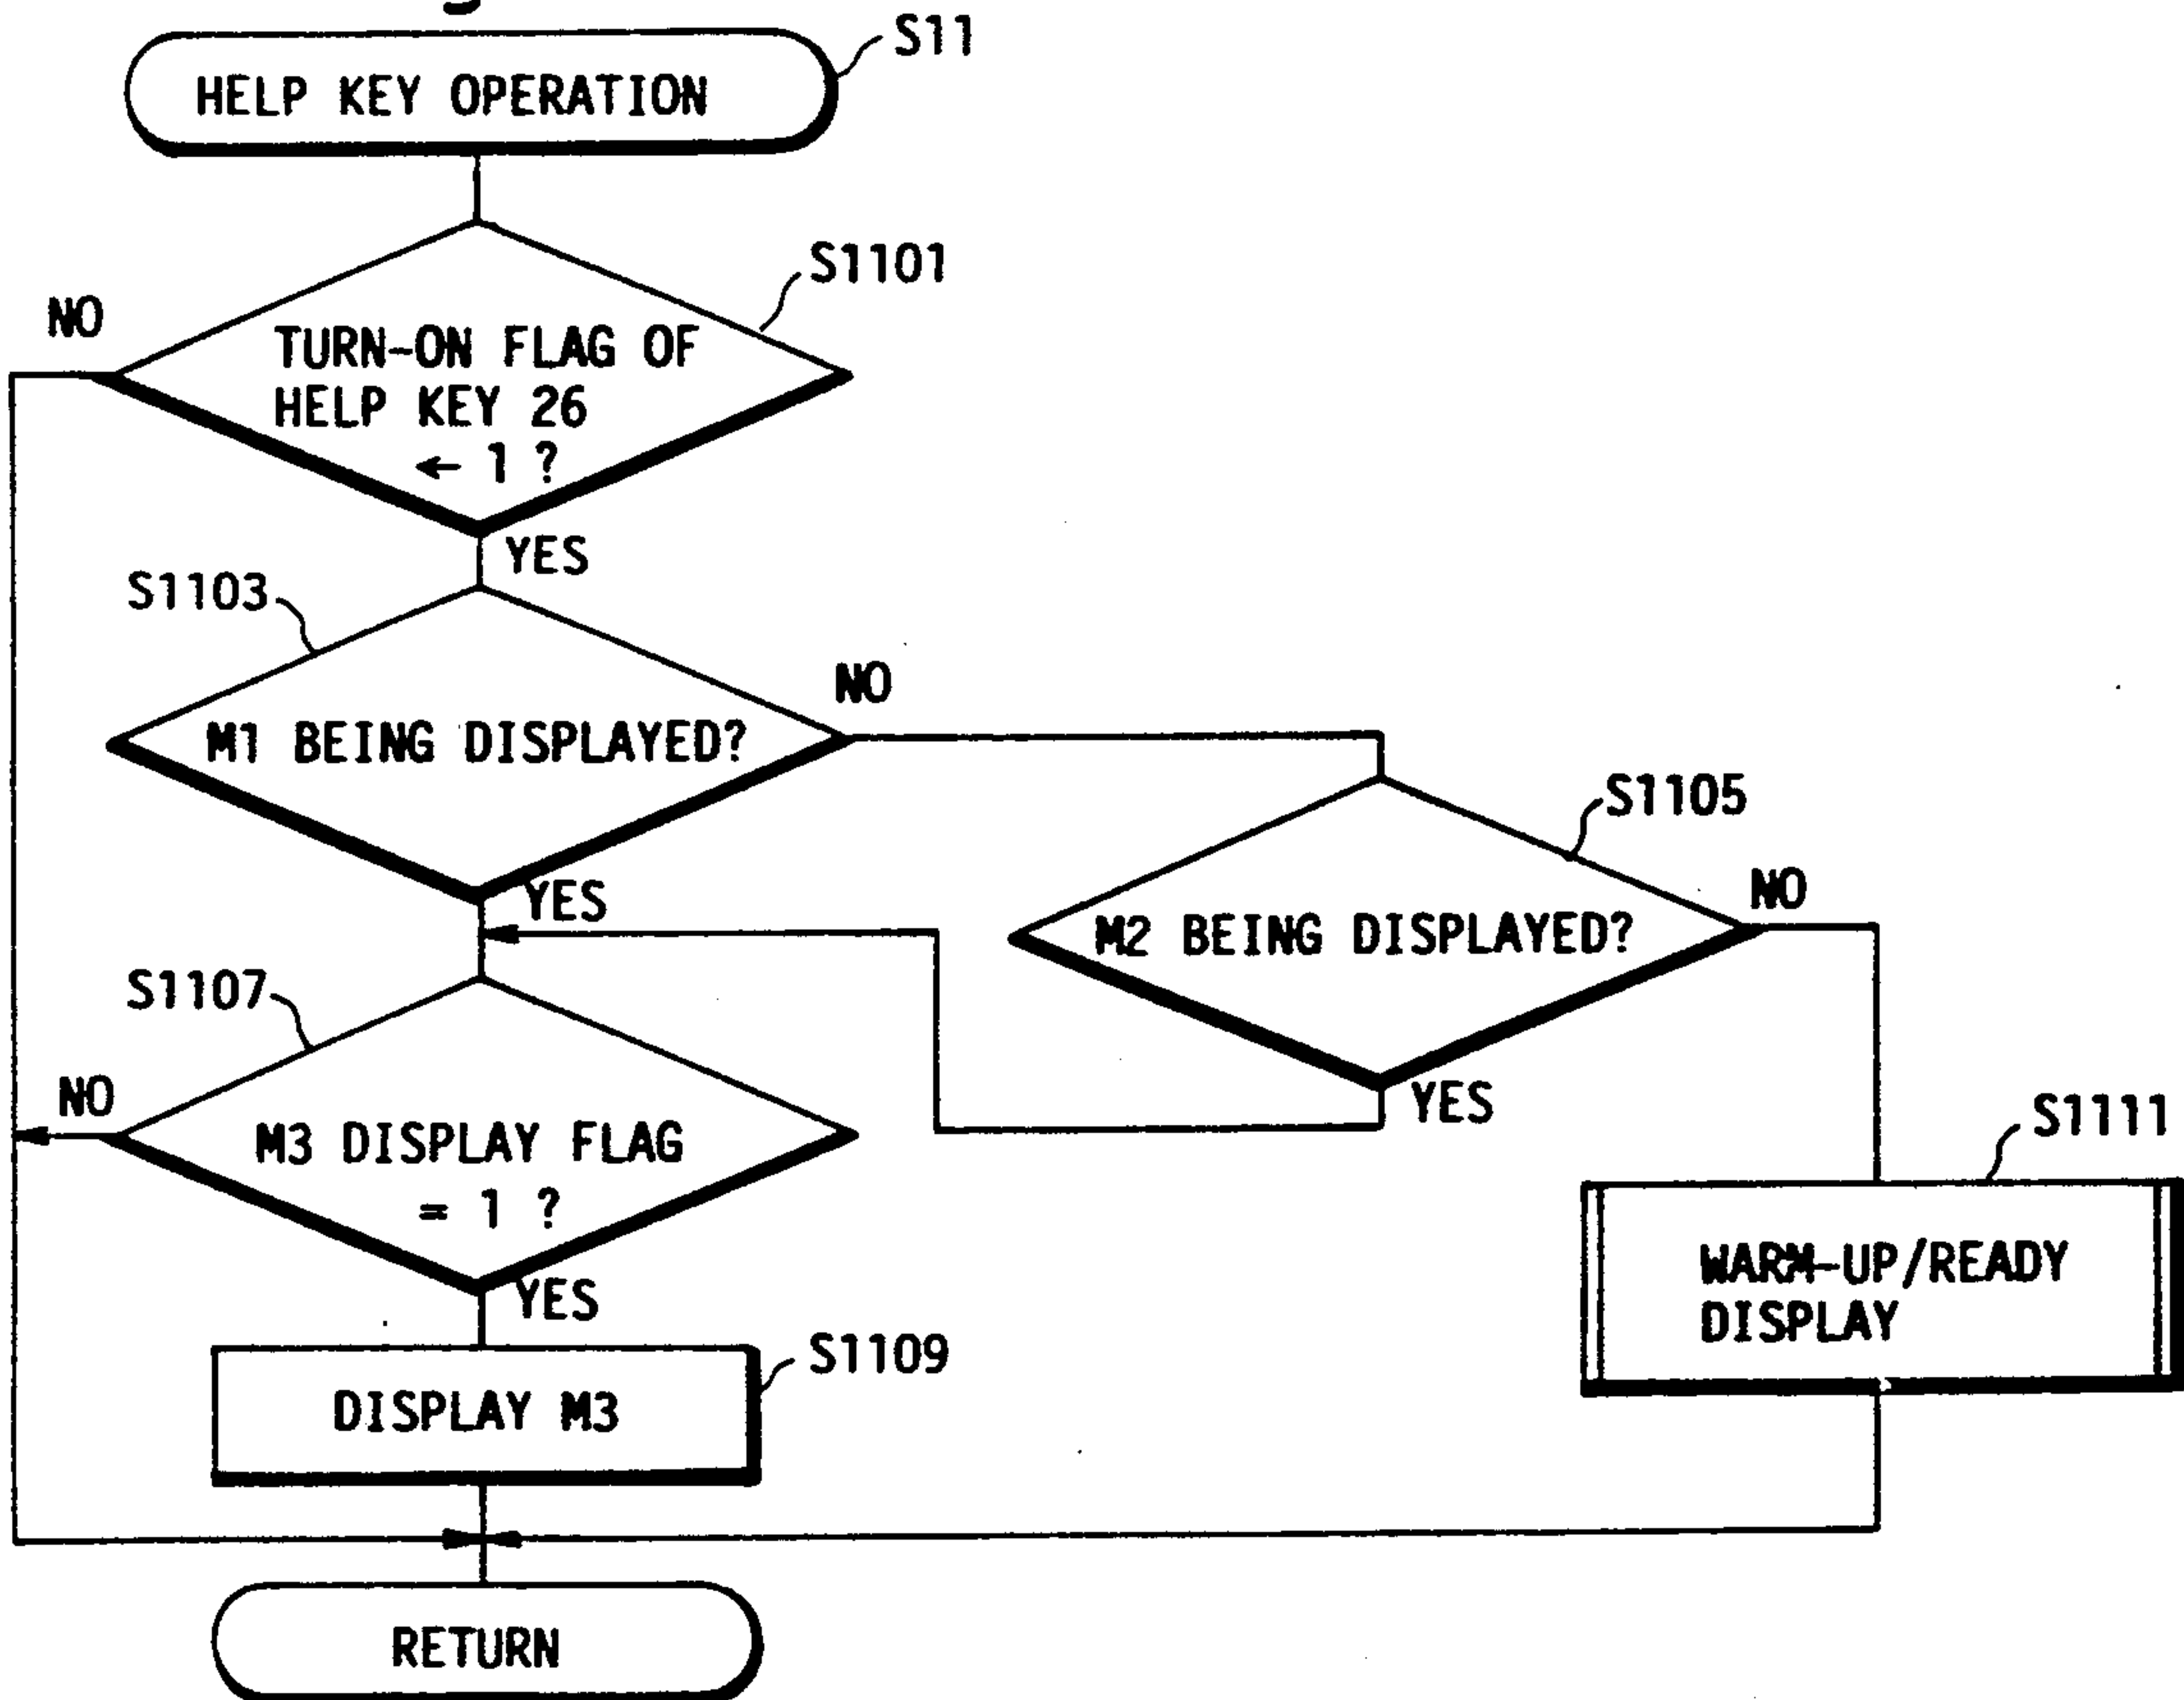 S11
HELP KEY OPERATION
S1101
NO
TURN-ON FLAG OF
HELP KEY 26
← 1 ?
YES
S1103
NO
M1 BEING DISPLAYED?
S1105
YES
NO
M2 BEING DISPLAYED?
S1107
NO
YES
S1111
M3 DISPLAY FLAG
= 1 ?
WARM-UP/READY
DISPLAY
YES
S1109
DISPLAY M3
RETURN